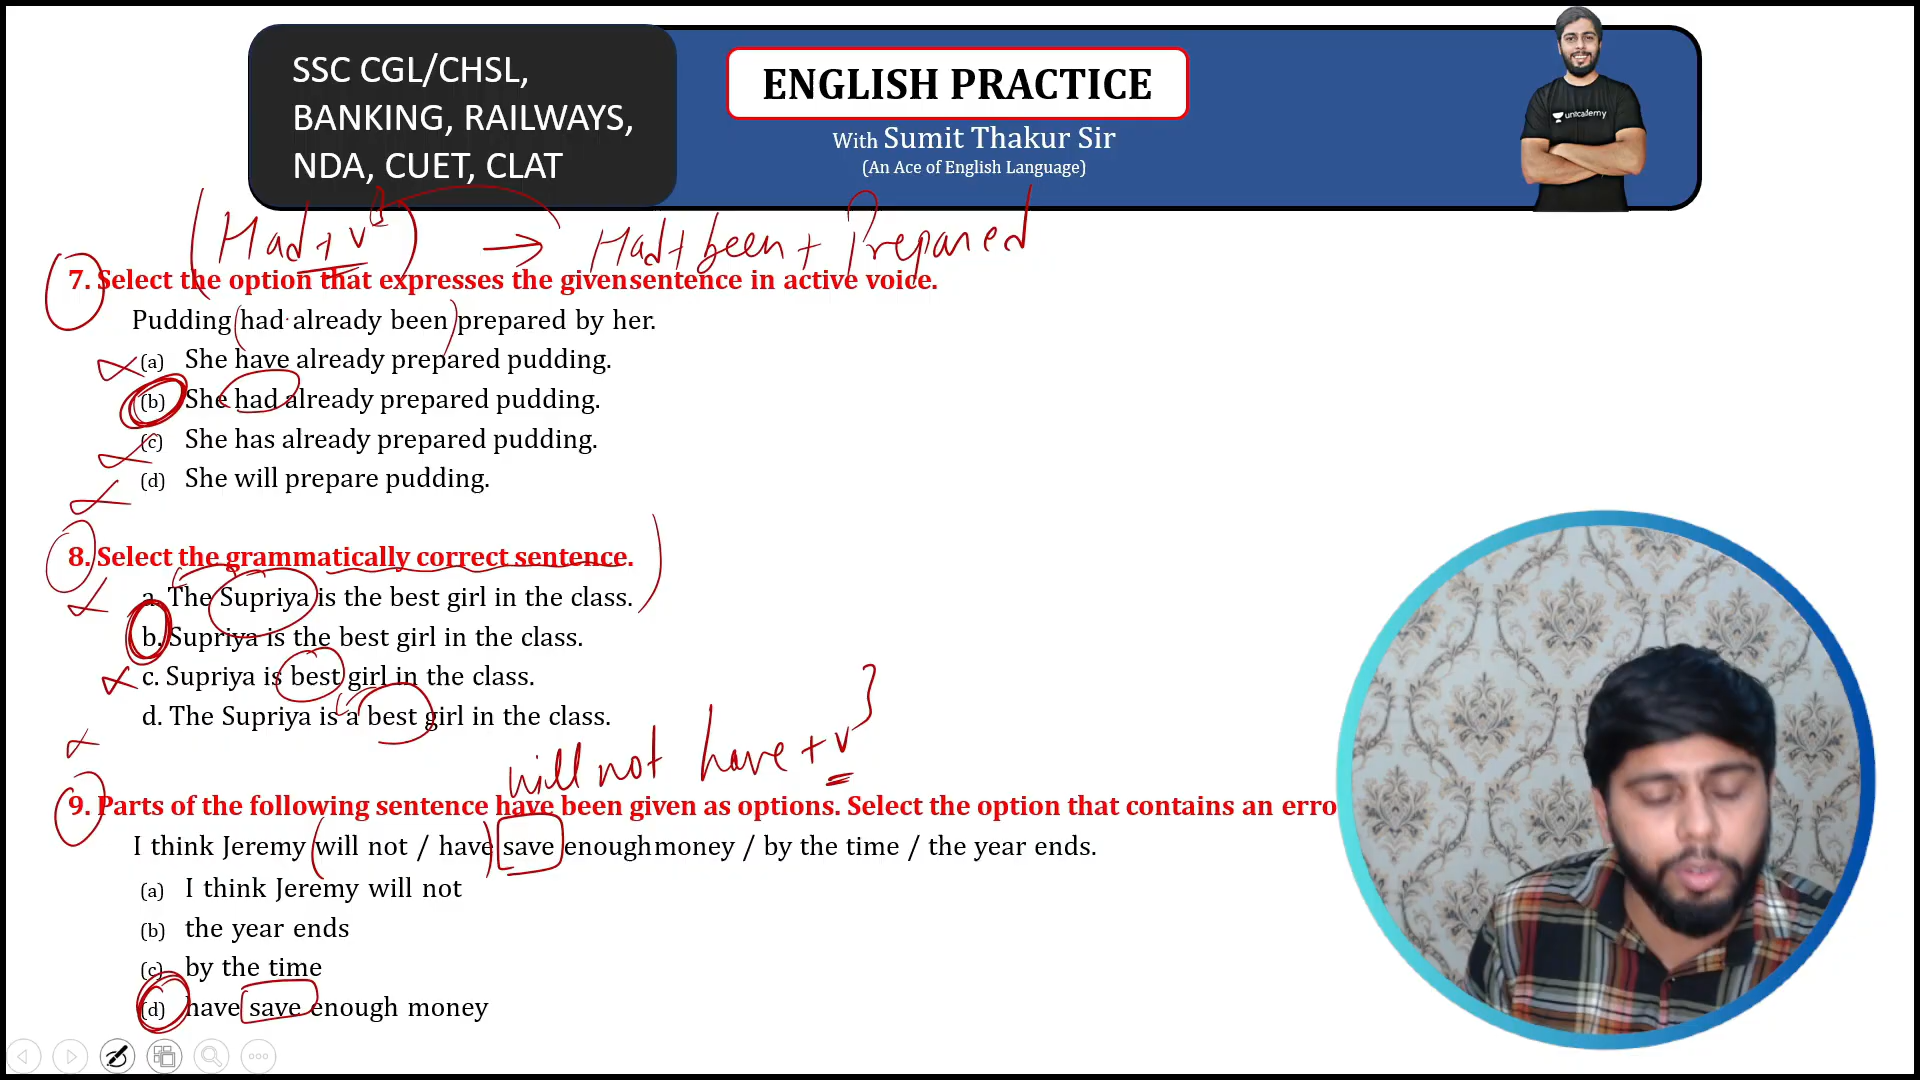 SSC CGL/CHSL,
BANKING, RAILWAYS,
NDA, CUET, CLAT
ENGLISH PRACTICE
With Sumit Thakur Sir
(An Ace of English Language)
unacademy
(Had + v3) → Had + been + Prepared
7. Select the option that expresses the givensentence in active voice.
Pudding had already been prepared by her.
(a) She have already prepared pudding.
(b) She had already prepared pudding.
(c) She has already prepared pudding.
(d) She will prepare pudding.
8. Select the grammatically correct sentence.
a. The Supriya is the best girl in the class.
b. Supriya is the best girl in the class.
c. Supriya is best girl in the class.
d. The Supriya is a best girl in the class.
will not have + v3
9. Parts of the following sentence have been given as options. Select the option that contains an erro
I think Jeremy will not / have save enoughmoney / by the time / the year ends.
(a) I think Jeremy will not
(b) the year ends
(c) by the time
(d) have save enough money